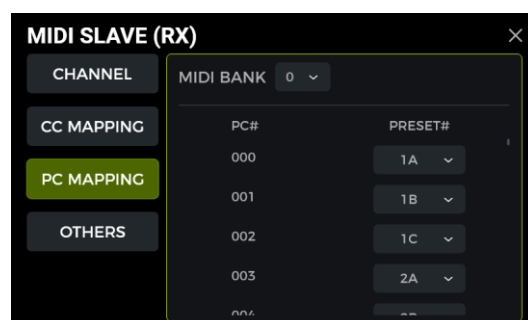 MIDI SLAVE (RX)
CHANNEL
CC MAPPING
PC MAPPING
OTHERS
MIDI BANK 0
PC# PRESET#
000 1A
001 1B
002 1C
003 2A